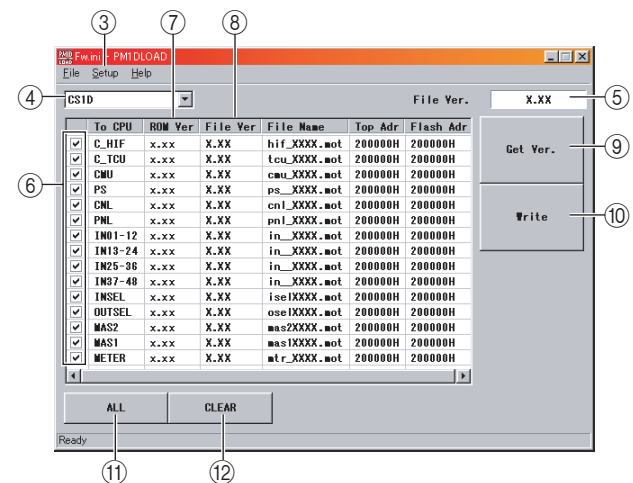 ③ ⑦ ⑧
PM1D LOAD Fw.ini - PM1DLOAD
File Setup Help
④ CS1D File Ver. X.XX ⑤
To CPU ROM Ver File Ver File Name Top Adr Flash Adr
C_HIF x.xx X.XX hif_XXXX.mot 200000H 200000H
C_TCU x.xx X.XX tcu_XXXX.mot 200000H 200000H
CMU x.xx X.XX cmu_XXXX.mot 200000H 200000H
PS x.xx X.XX ps__XXXX.mot 200000H 200000H
CNL x.xx X.XX cnl_XXXX.mot 200000H 200000H
PNL x.xx X.XX pnl_XXXX.mot 200000H 200000H
IN01-12 x.xx X.XX in__XXXX.mot 200000H 200000H
IN13-24 x.xx X.XX in__XXXX.mot 200000H 200000H
IN25-36 x.xx X.XX in__XXXX.mot 200000H 200000H
IN37-48 x.xx X.XX in__XXXX.mot 200000H 200000H
INSEL x.xx X.XX iselXXXX.mot 200000H 200000H
OUTSEL x.xx X.XX oselXXXX.mot 200000H 200000H
MAS2 x.xx X.XX mas2XXXX.mot 200000H 200000H
MAS1 x.xx X.XX mas1XXXX.mot 200000H 200000H
METER x.xx X.XX mtr_XXXX.mot 200000H 200000H
⑥
Get Ver. ⑨
Write ⑩
ALL CLEAR
Ready
⑪ ⑫